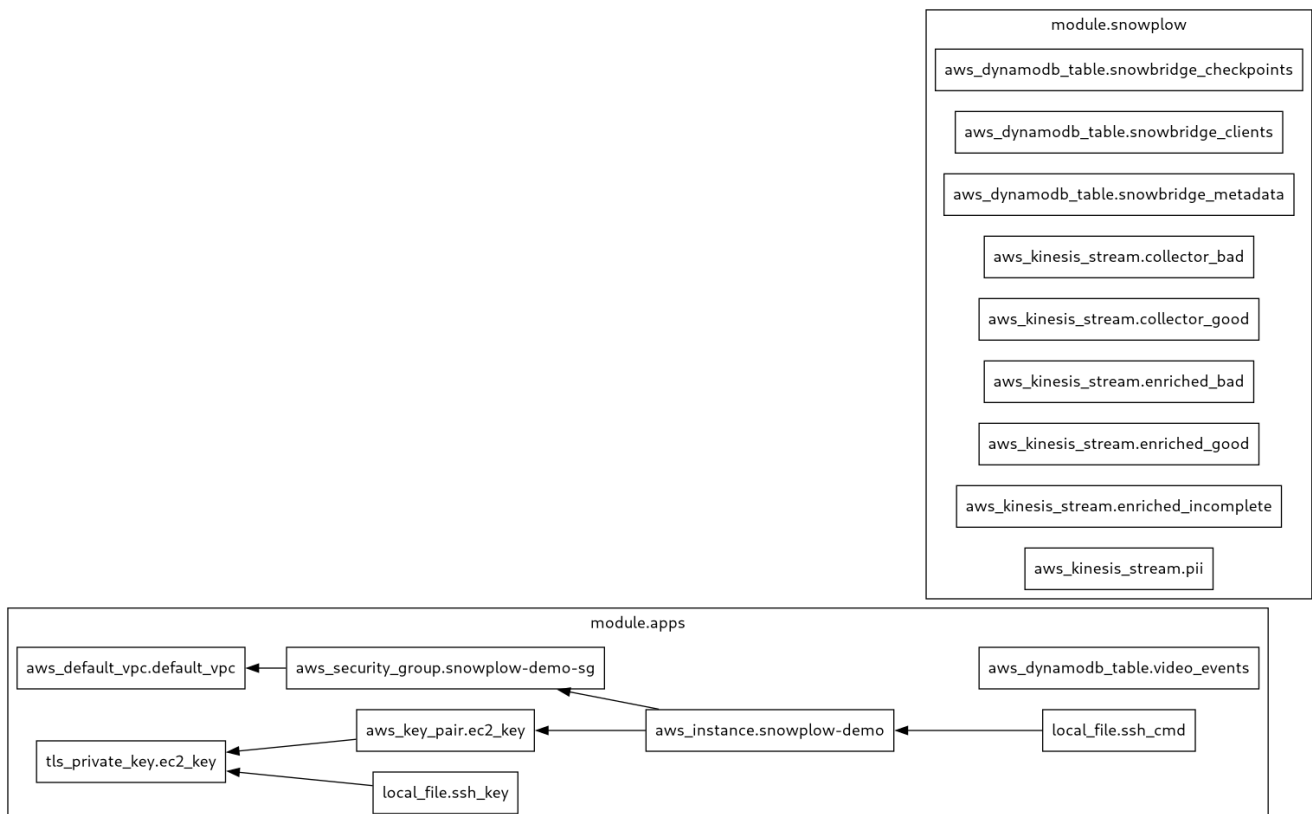 module.snowplow
aws_dynamodb_table.snowbridge_checkpoints
aws_dynamodb_table.snowbridge_clients
aws_dynamodb_table.snowbridge_metadata
aws_kinesis_stream.collector_bad
aws_kinesis_stream.collector_good
aws_kinesis_stream.enriched_bad
aws_kinesis_stream.enriched_good
aws_kinesis_stream.enriched_incomplete
aws_kinesis_stream.pii
module.apps
aws_default_vpc.default_vpc
aws_security_group.snowplow-demo-sg
aws_dynamodb_table.video_events
aws_key_pair.ec2_key
aws_instance.snowplow-demo
local_file.ssh_cmd
tls_private_key.ec2_key
local_file.ssh_key